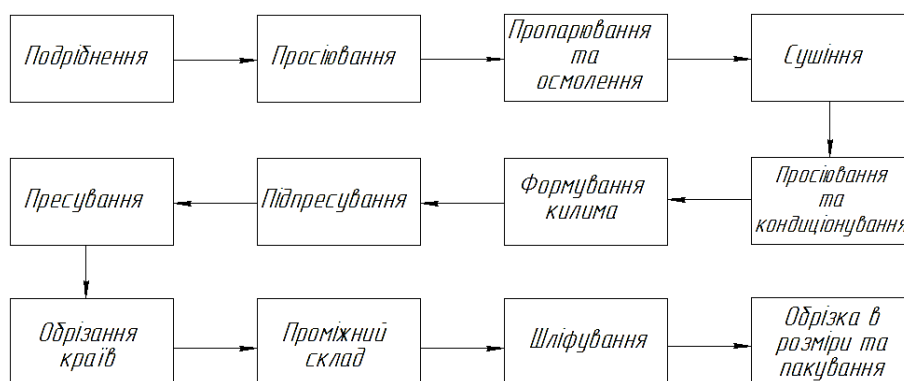 Подрібнення
Просіювання
Пропарювання
та
осмолення
Сушіння
Пресування
Підпресування
Формування
килима
Просіювання
та
кондиціонування
Обрізання
країв
Проміжний
склад
Шліфування
Обрізка в
розміри та
пакування